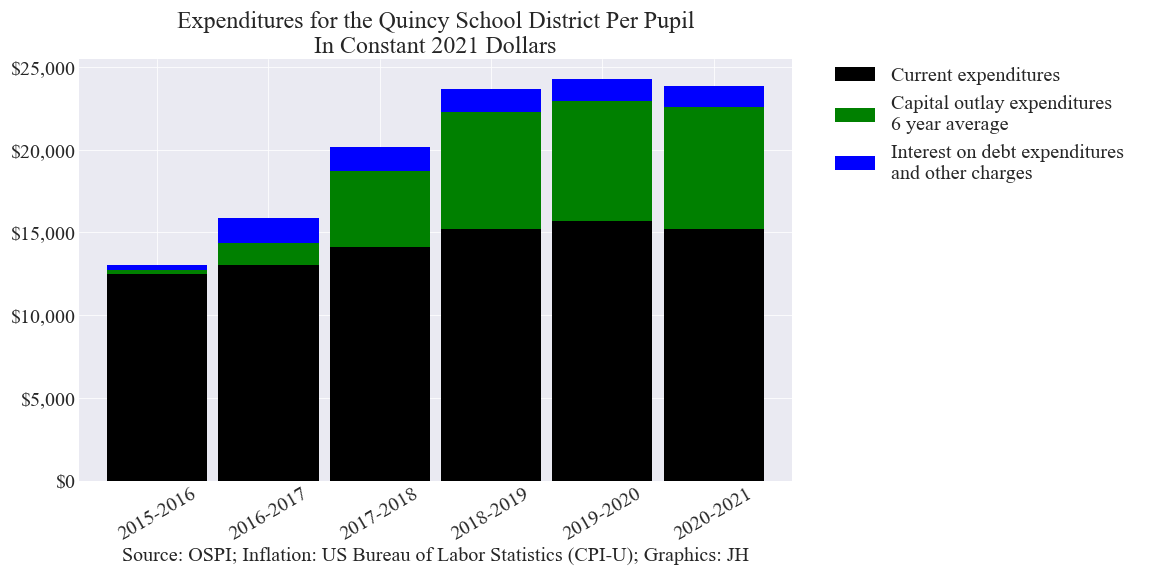 Expenditures for the Quincy School District Per Pupil
In Constant 2021 Dollars
$25,000
$20,000
$15,000
$10,000
$5,000
$0
2015-2016
2016-2017
2017-2018
2018-2019
2019-2020
2020-2021
Source: OSPI; Inflation: US Bureau of Labor Statistics (CPI-U); Graphics: JH
Current expenditures
Capital outlay expenditures
6 year average
Interest on debt expenditures
and other charges